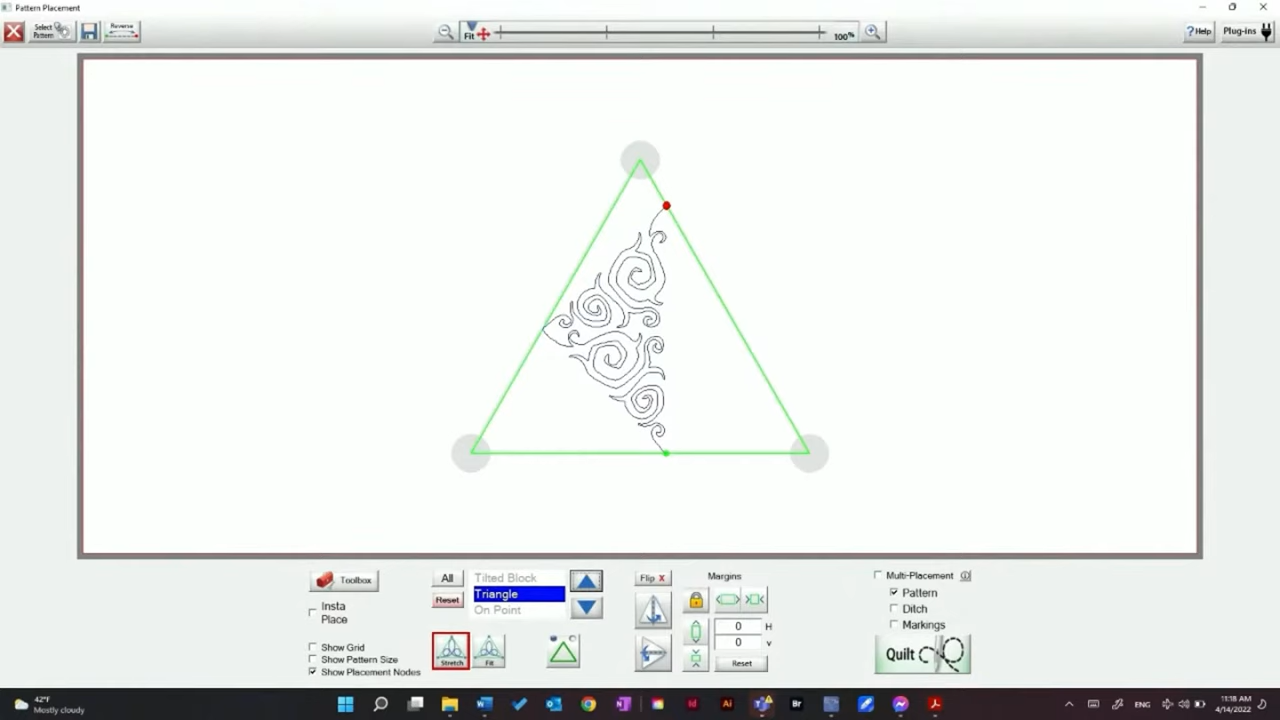 Pattern Placement
Select
Pattern
Reverse
Fit
100%
?Help
Plug-ins
Toolbox
Insta
Place
Show Grid
Show Pattern Size
Show Placement Nodes
All
Reset
Tilted Block
Triangle
On Point
Stretch
Fit
Flip X
Margins
0 H
0 v
Reset
Multi-Placement
Pattern
Ditch
Markings
Quilt
42°F
Mostly cloudy
ENG
11:18 AM
4/14/2022